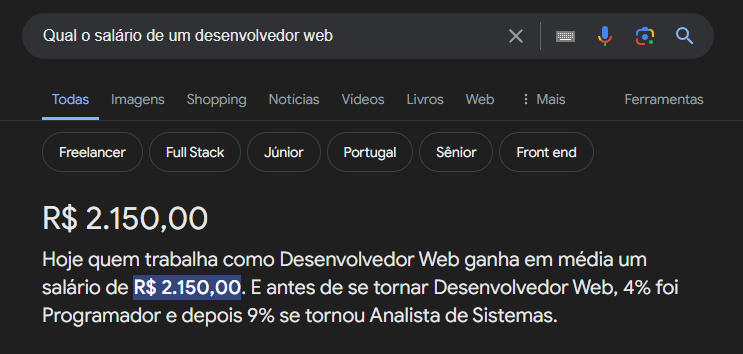 Qual o salário de um desenvolvedor web
Todas Imagens Shopping Notícias Vídeos Livros Web Mais Ferramentas
Freelancer Full Stack Júnior Portugal Sênior Front end
R$ 2.150,00
Hoje quem trabalha como Desenvolvedor Web ganha em média um
salário de R$ 2.150,00. E antes de se tornar Desenvolvedor Web, 4% foi
Programador e depois 9% se tornou Analista de Sistemas.